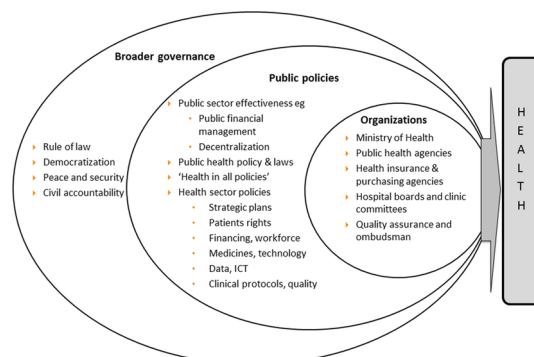 Broader governance
Rule of law
Democratization
Peace and security
Civil accountability
Public policies
Public sector effectiveness eg
Public financial
management
Decentralization
Public health policy & laws
‘Health in all policies’
Health sector policies
Strategic plans
Patients rights
Financing, workforce
Medicines, technology
Data, ICT
Clinical protocols, quality
Organizations
Ministry of Health
Public health agencies
Health insurance &
purchasing agencies
Hospital boards and clinic
committees
Quality assurance and
ombudsman
H
E
A
L
T
H